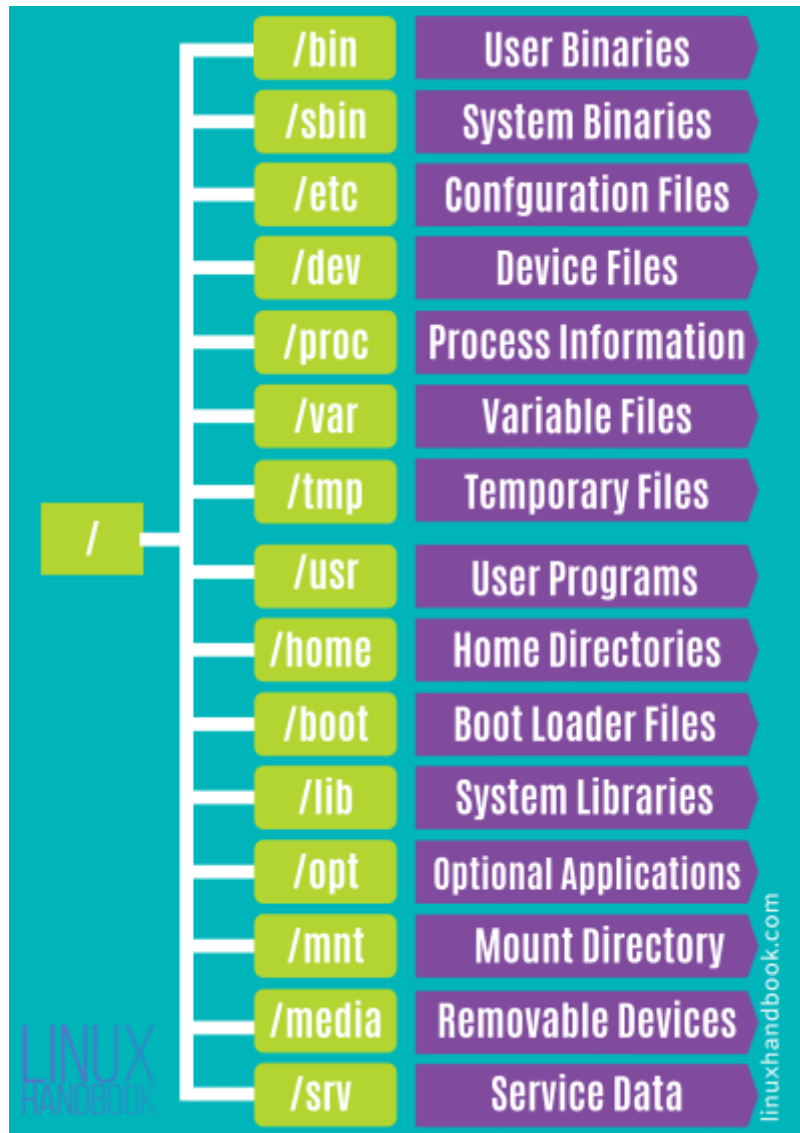 /bin User Binaries
/sbin System Binaries
/etc Confguration Files
/dev Device Files
/proc Process Information
/var Variable Files
/tmp Temporary Files
/
/usr User Programs
/home Home Directories
/boot Boot Loader Files
/lib System Libraries
/opt Optional Applications
/mnt Mount Directory
/media Removable Devices
/srv Service Data
LINUX
HANDBOOK
linuxhandbook.com